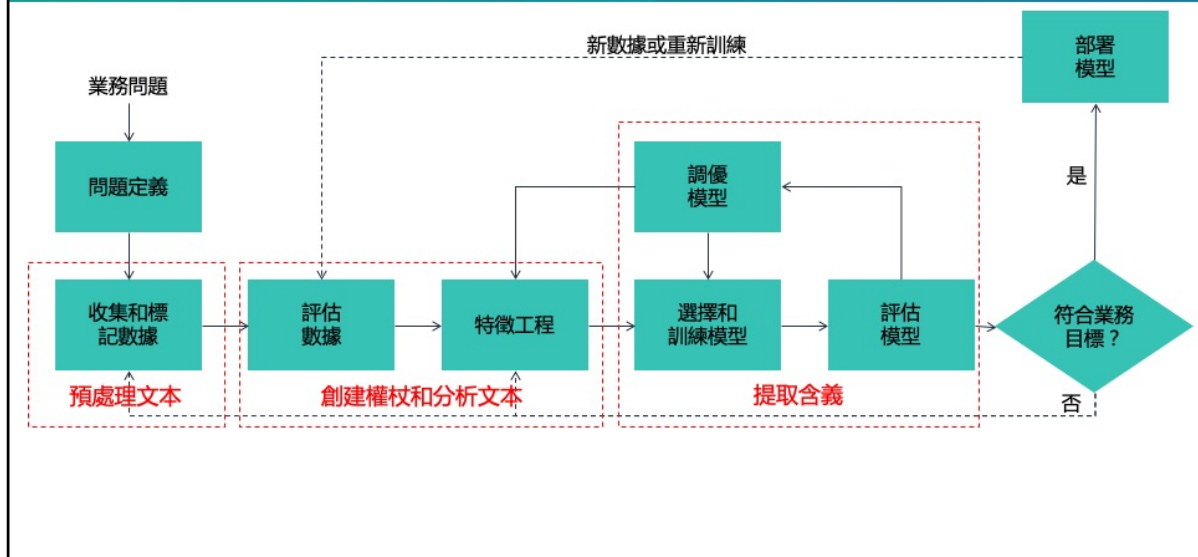 新數據或重新訓練
部署
模型
業務問題
問題定義
調優
模型
是
收集和標
記數據
評估
數據
特徵工程
選擇和
訓練模型
評估
模型
符合業務
目標?
預處理文本
創建權杖和分析文本
提取含義
否